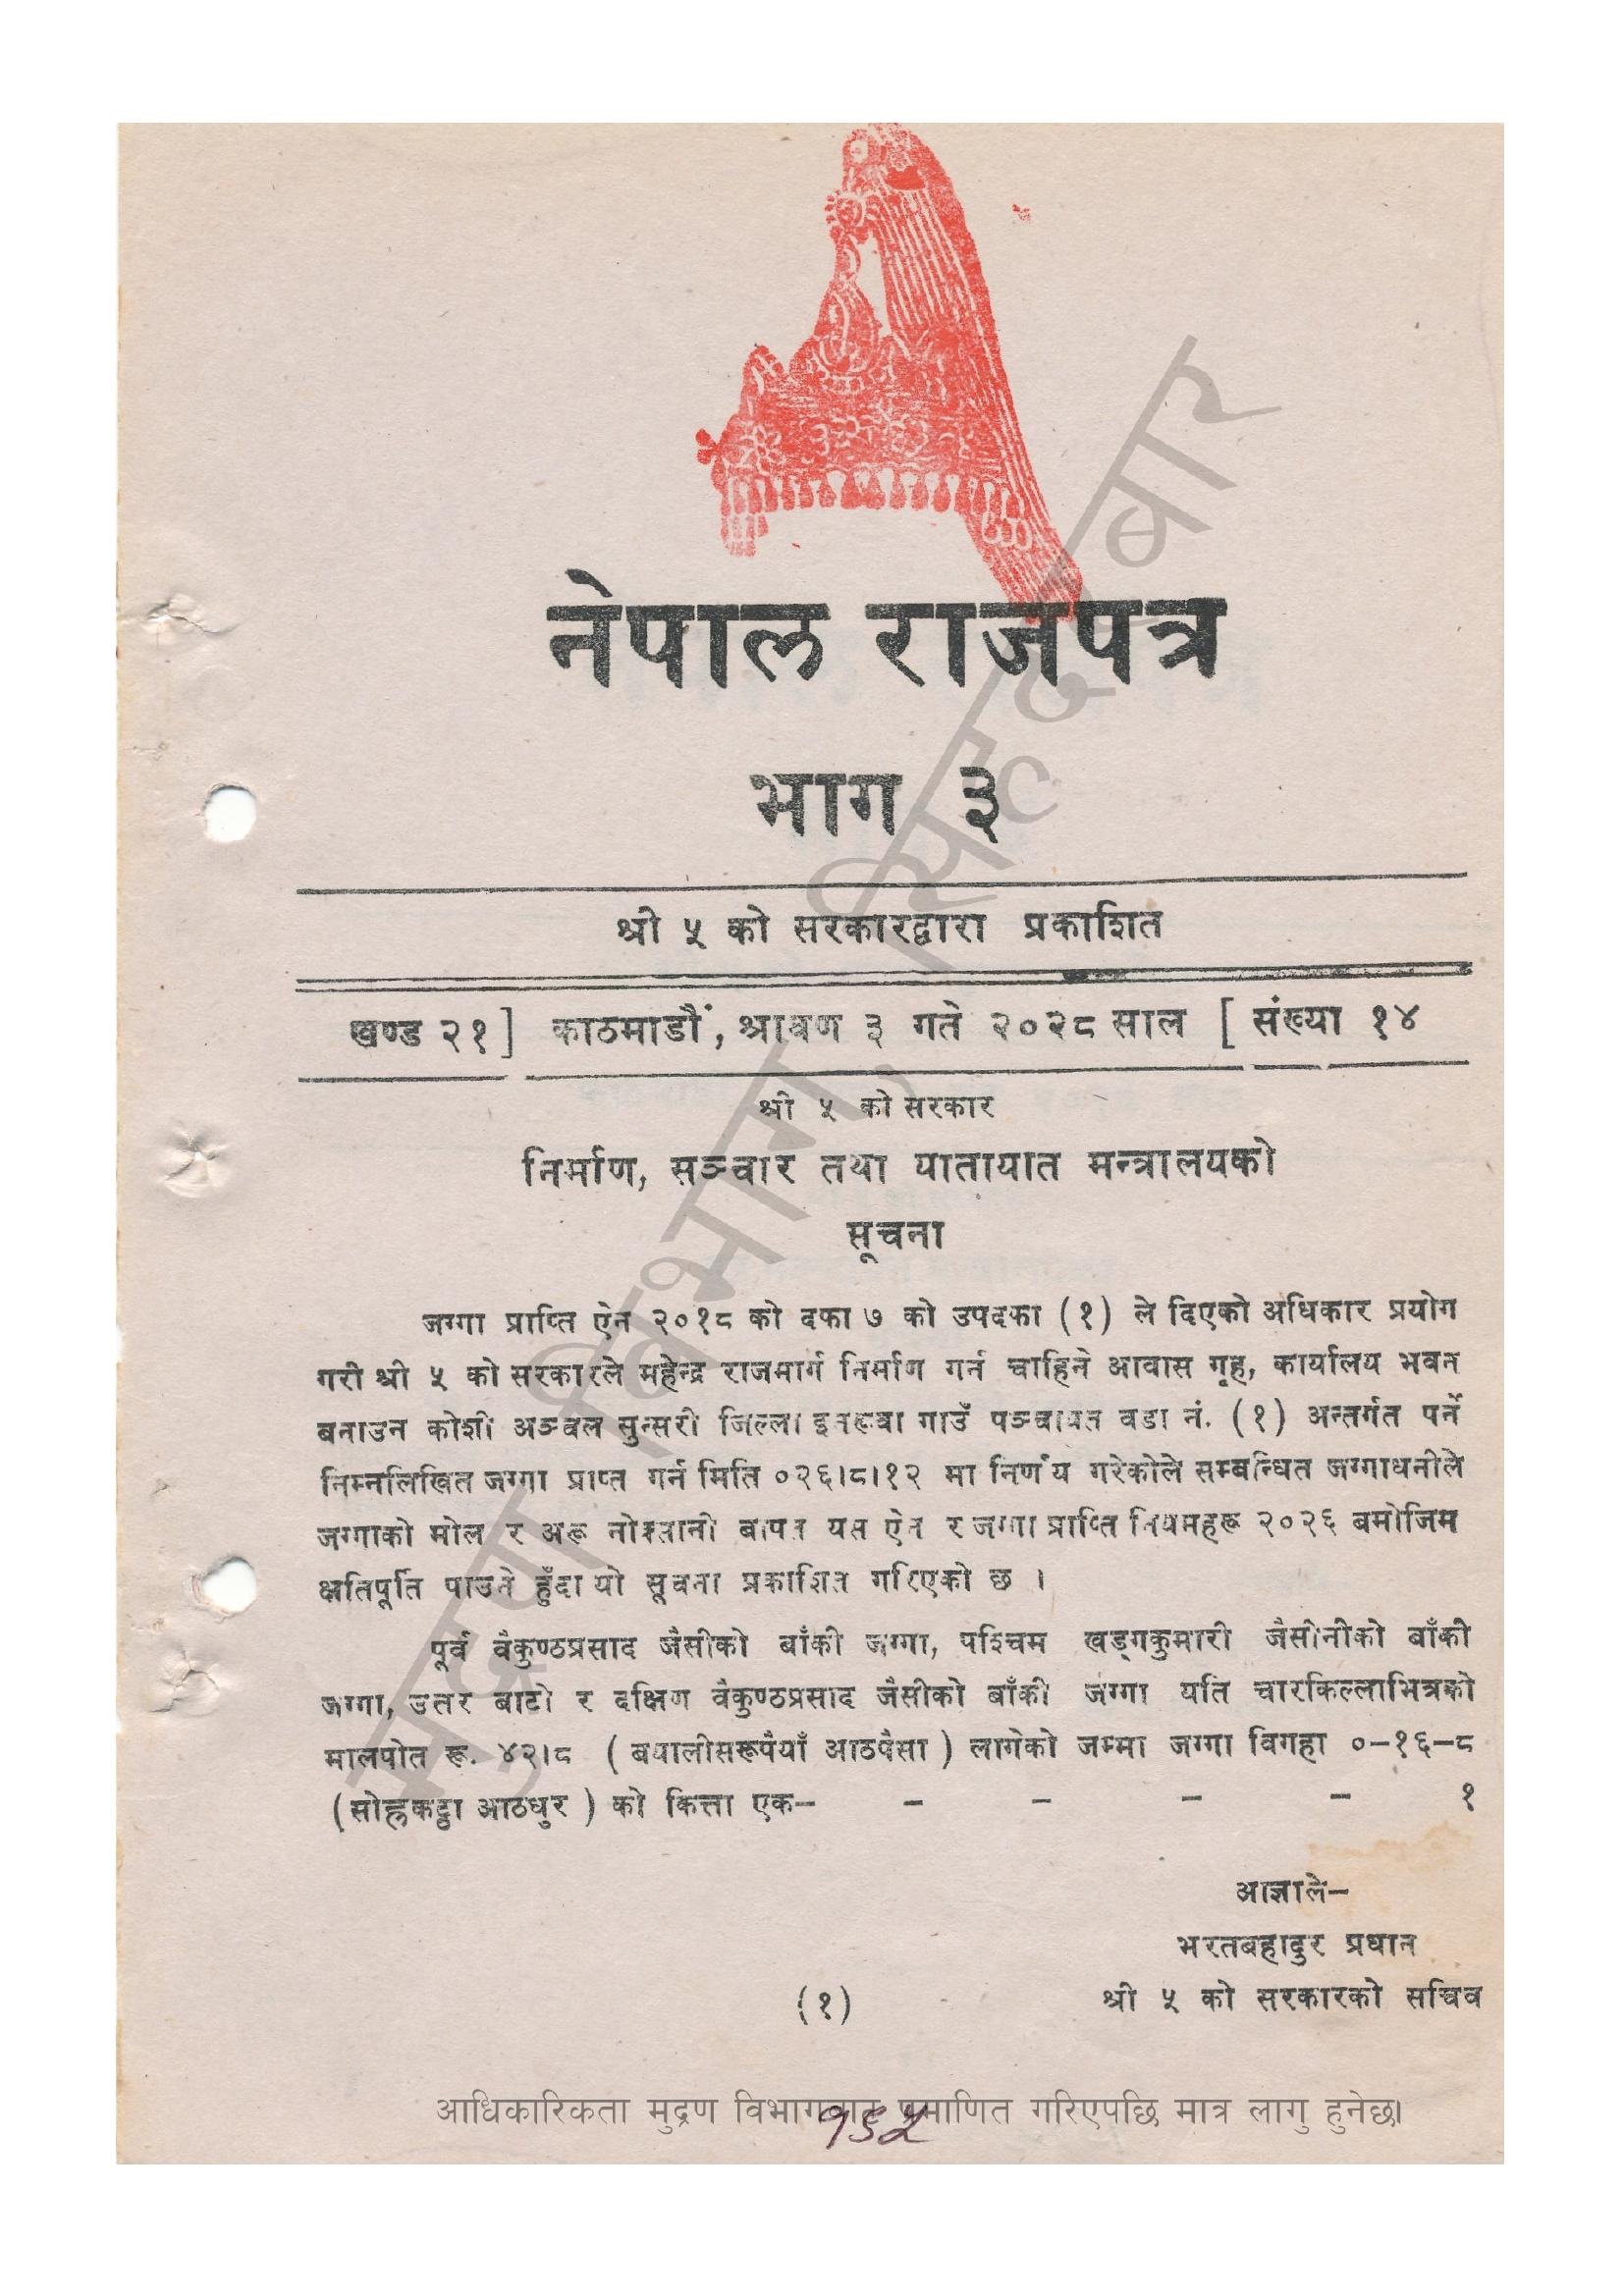 नेपाल राजपत्र
भाग ३
श्री ५ को सरकारद्वारा प्रकाशित
खण्ड २१] काठमाडौं, श्रावण ३ गते २०२८ साल [ संख्या १४
श्री ५ को सरकार
निर्माण, सञ्चार तथा यातायात मन्त्रालयको
सूचना
जग्गा प्राप्ति ऐन २०१८ को दफा ७ को उपदफा (१) ले दिएको अधिकार प्रयोग
गरी श्री ५ को सरकारले महेन्द्र राजमार्ग निर्माण गर्न चाहिने आवास गृह, कार्यालय भवन
बनाउन कोशी अञ्चल सुन्सरी जिल्ला इनरूवा गाउँ पञ्चायत वडा नं. (१) अन्तर्गत पर्ने
निम्नलिखित जग्गा प्राप्त गर्न मिति ०२६।८।१२ मा निर्णय गरेकोले सम्बन्धित जग्गाधनीले
जग्गाको मोल र अरू नोक्सानी बापत यस ऐन र जग्गा प्राप्ति नियमहरू २०२६ बमोजिम
क्षतिपूर्ति पाउने हुँदा यो सूचना प्रकाशित गरिएको छ ।
पूर्व वैकुण्ठप्रसाद जैसीको बाँकी जग्गा, पश्चिम खड्गकुमारी जैसीनीको बाँकी
जग्गा, उत्तर बाटो र दक्षिण वैकुण्ठप्रसाद जैसीको बाँकी जग्गा यति चारकिल्लाभित्रको
मालपोत रू. ४२।८ ( बयालीसरूपैयाँ आठपैसा ) लागेको जम्मा जग्गा विगहा ०–१६–८
(सोह्रकट्ठा आठधुर ) को कित्ता एक– – – – – १
आज्ञाले–
भरतबहादुर प्रधान
श्री ५ को सरकारको सचिव
(१)
आधिकारिकता मुद्रण विभागबाट प्रमाणित गरिएपछि मात्र लागु हुनेछ।
मुद्रण विभाग, सिंहदरबार